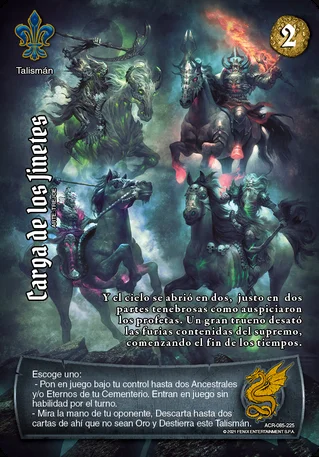 2
Talismán
Carga de los Jinetes
Y el cielo se abrió en dos, justo en dos
partes tenebrosas como auspiciaron
los profetas. Un gran trueno desató
las furias contenidas del supremo,
comenzando el fin de los tiempos.
Escoge uno:
- Pon en juego bajo tu control hasta dos Ancestrales
y/o Eternos de tu Cementerio. Entran en juego sin
habilidad por el turno.
- Mira la mano de tu oponente, Descarta hasta dos
cartas de ahí que no sean Oro y Destierra este Talismán.
ACR-085-225
© 2021 FENIX ENTERTAINMENT S.P.A.